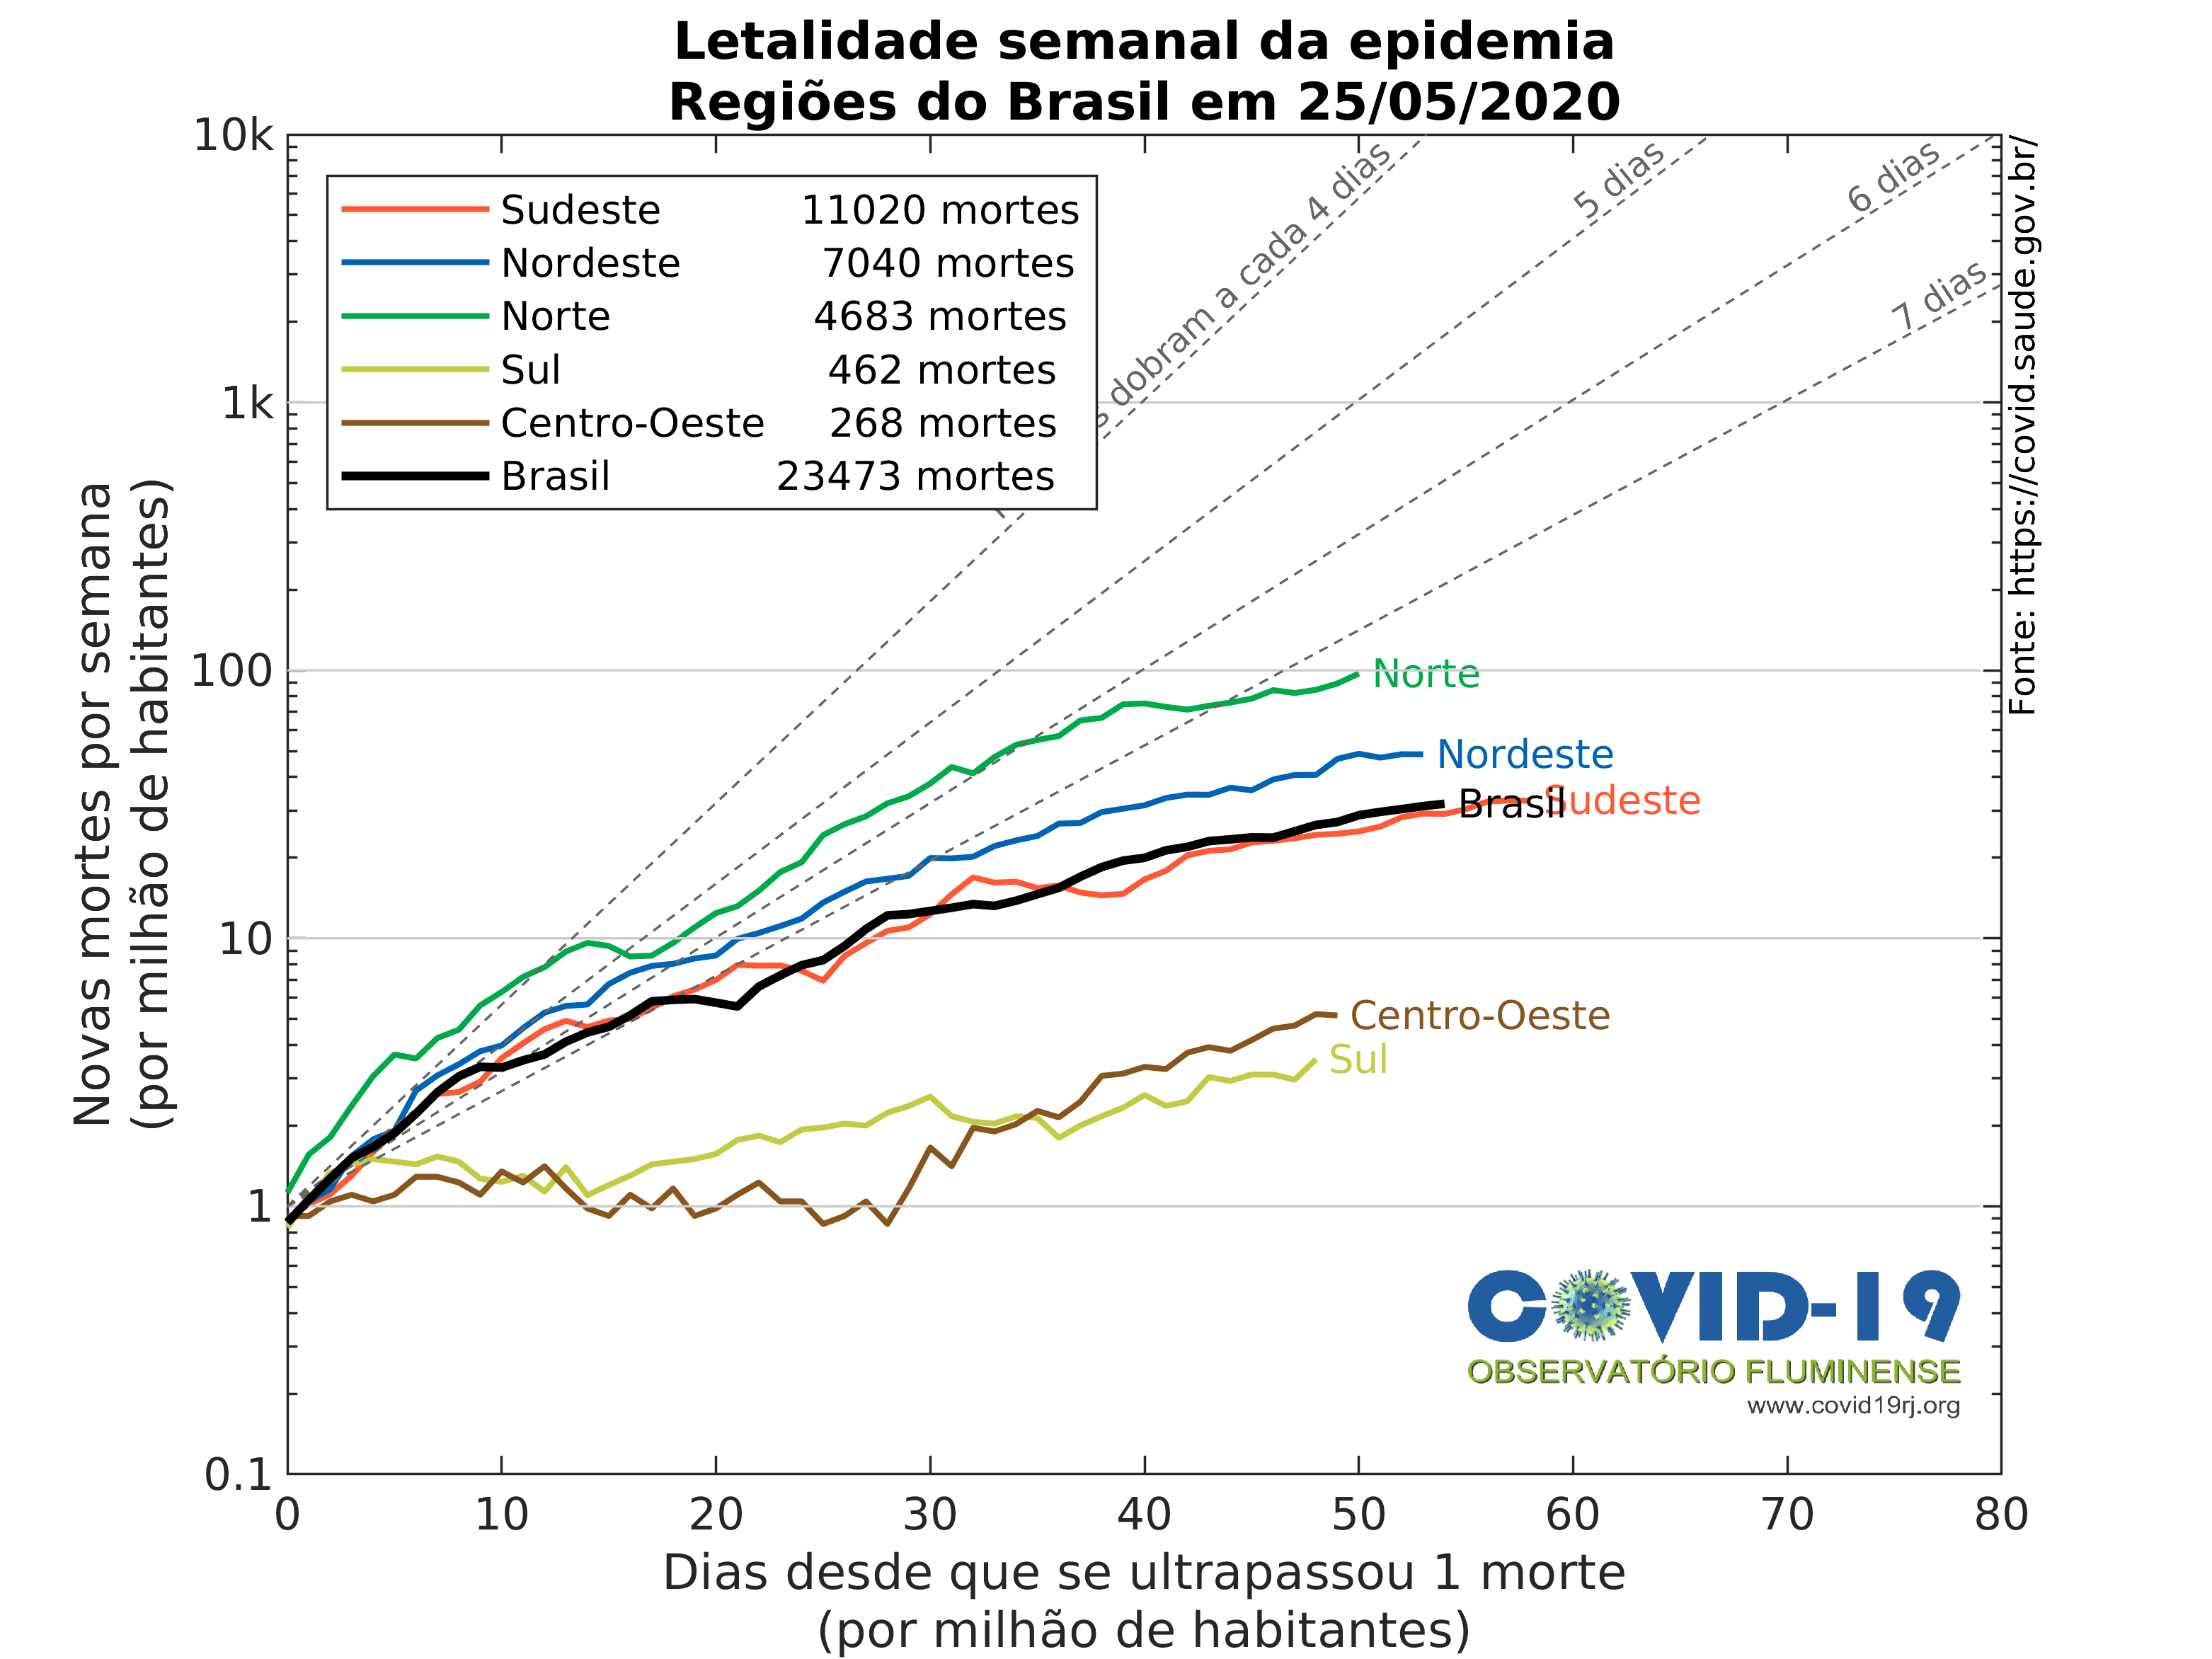 Letalidade semanal da epidemia
Regiões do Brasil em 25/05/2020
Novas mortes por semana
(por milhão de habitantes)
10k
1k
100
10
1
0.1
Sudeste 11020 mortes
Nordeste 7040 mortes
Norte 4683 mortes
Sul 462 mortes
Centro-Oeste 268 mortes
Brasil 23473 mortes
dobram a cada 4 dias
5 dias
6 dias
7 dias
Fonte: https://covid.saude.gov.br/
Norte
Nordeste
Brasil
Sudeste
Centro-Oeste
Sul
COVID-19
OBSERVATÓRIO FLUMINENSE
www.covid19rj.org
0 10 20 30 40 50 60 70 80
Dias desde que se ultrapassou 1 morte
(por milhão de habitantes)